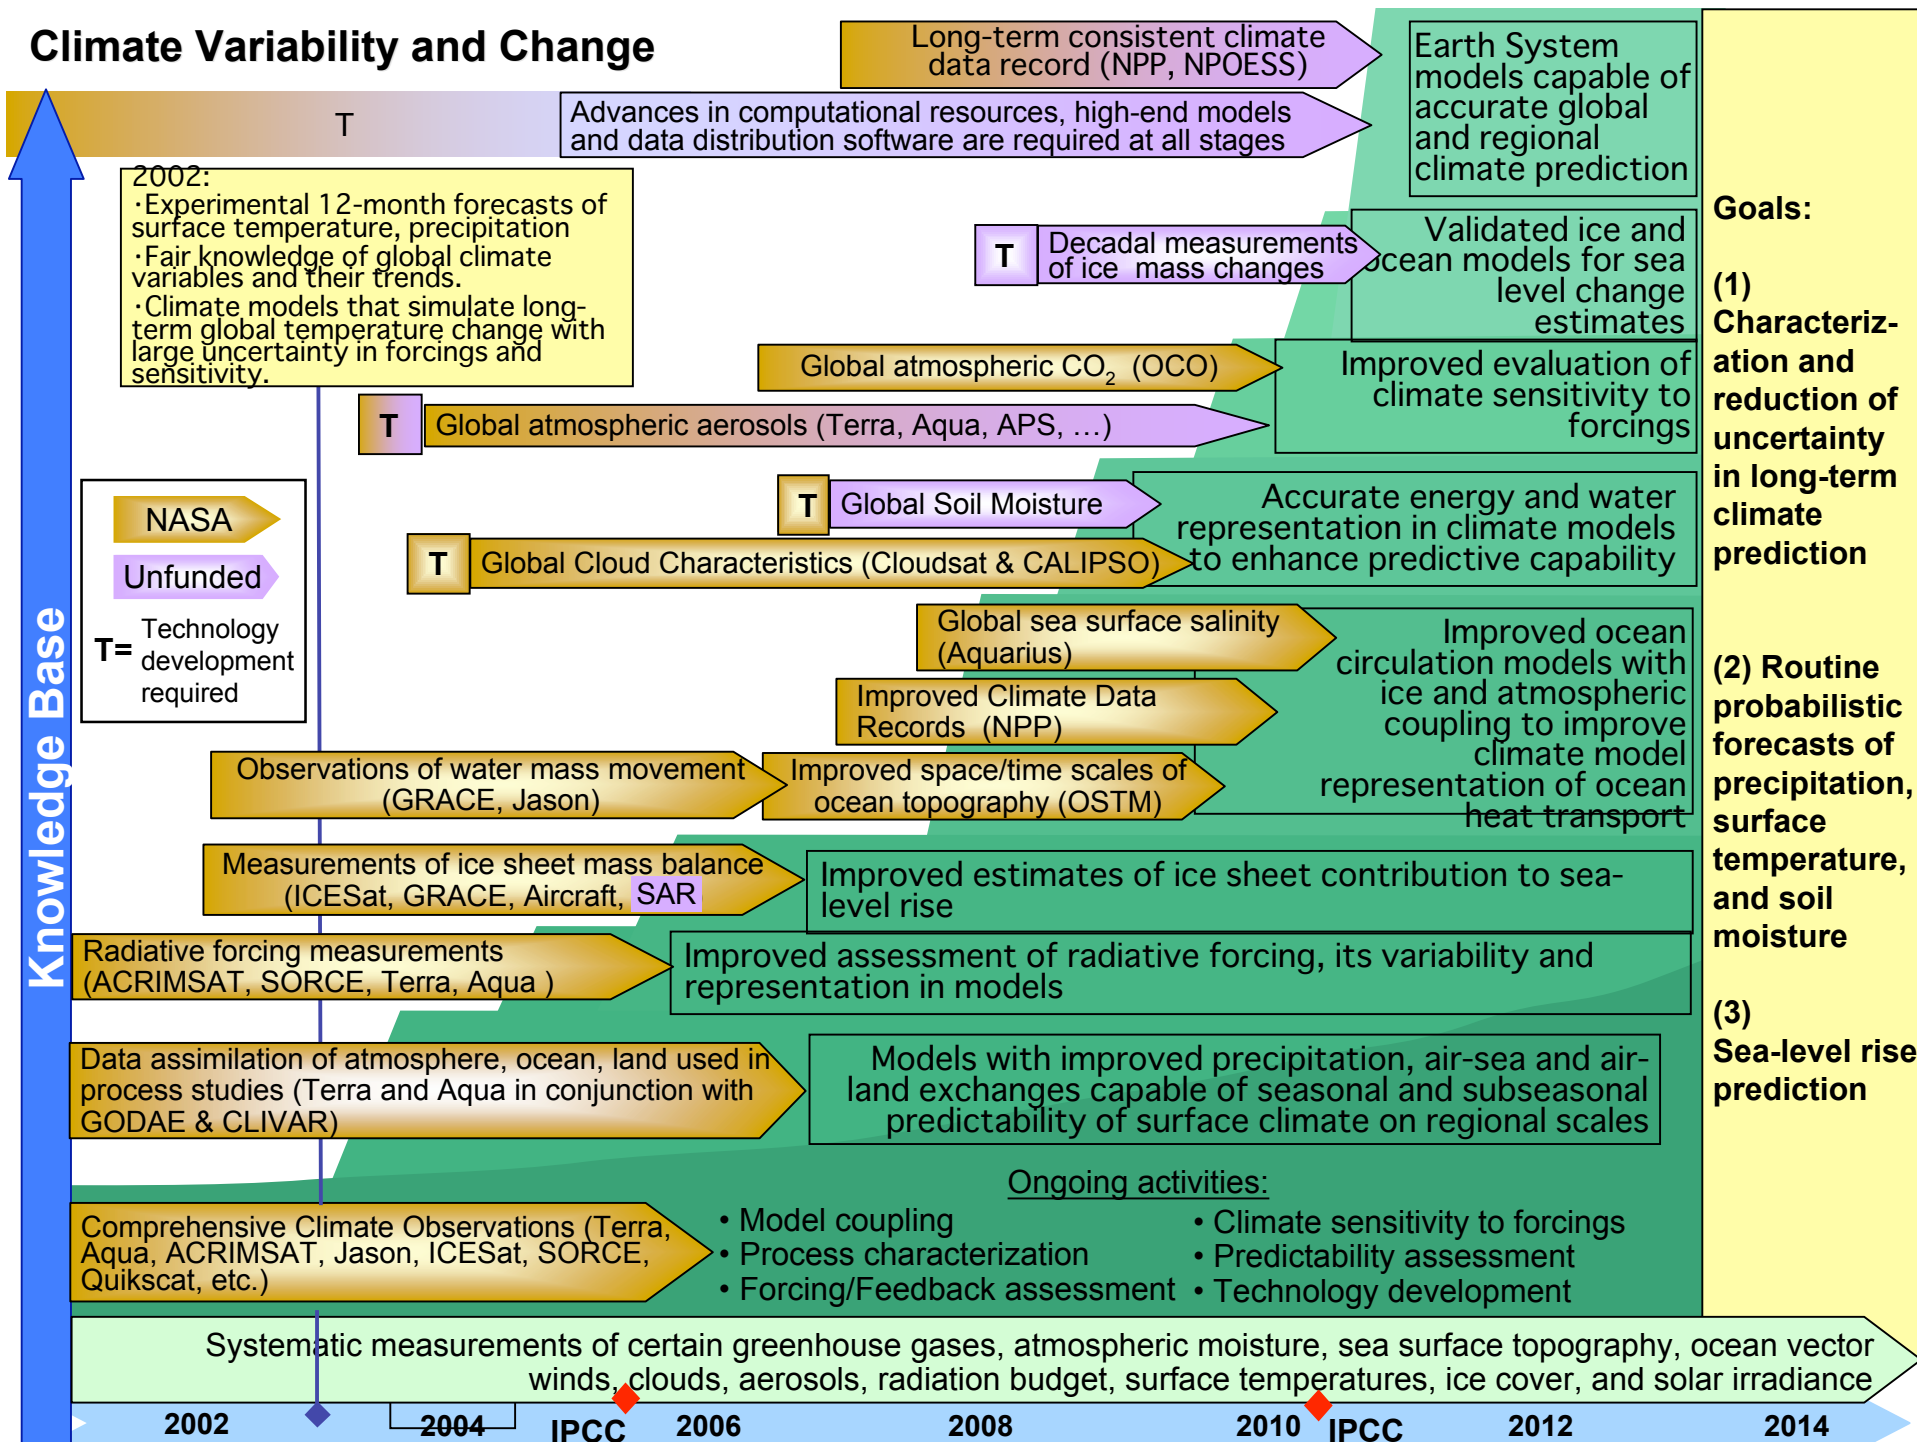 Climate Variability and Change
Long-term consistent climate
data record (NPP, NPOESS)
T
Advances in computational resources, high-end models
and data distribution software are required at all stages
Earth System
models capable of
accurate global
and regional
climate prediction
2002:
·Experimental 12-month forecasts of
surface temperature, precipitation
·Fair knowledge of global climate
variables and their trends.
·Climate models that simulate long-
term global temperature change with
large uncertainty in forcings and
sensitivity.
T
Decadal measurements
of ice mass changes
Validated ice and
ocean models for sea
level change
estimates
Global atmospheric CO₂ (OCO)
T
Global atmospheric aerosols (Terra, Aqua, APS, …)
Improved evaluation of
climate sensitivity to
forcings
NASA
Unfunded
T= Technology
development
required
T
Global Soil Moisture
T
Global Cloud Characteristics (Cloudsat & CALIPSO)
Accurate energy and water
representation in climate models
to enhance predictive capability
Global sea surface salinity
(Aquarius)
Improved Climate Data
Records (NPP)
Observations of water mass movement
(GRACE, Jason)
Improved space/time scales of
ocean topography (OSTM)
Improved ocean
circulation models with
ice and atmospheric
coupling to improve
climate model
representation of ocean
heat transport
Measurements of ice sheet mass balance
(ICESat, GRACE, Aircraft, SAR
Improved estimates of ice sheet contribution to sea-
level rise
Radiative forcing measurements
(ACRIMSAT, SORCE, Terra, Aqua )
Improved assessment of radiative forcing, its variability and
representation in models
Data assimilation of atmosphere, ocean, land used in
process studies (Terra and Aqua in conjunction with
GODAE & CLIVAR)
Models with improved precipitation, air-sea and air-
land exchanges capable of seasonal and subseasonal
predictability of surface climate on regional scales
Comprehensive Climate Observations (Terra,
Aqua, ACRIMSAT, Jason, ICESat, SORCE,
Quikscat, etc.)
Ongoing activities:
• Model coupling
• Process characterization
• Forcing/Feedback assessment
• Climate sensitivity to forcings
• Predictability assessment
• Technology development
Systematic measurements of certain greenhouse gases, atmospheric moisture, sea surface topography, ocean vector
winds, clouds, aerosols, radiation budget, surface temperatures, ice cover, and solar irradiance
2002 2004 IPCC 2006 2008 2010 IPCC 2012 2014
Knowledge Base
Goals:
(1)
Characteriz-
ation and
reduction of
uncertainty
in long-term
climate
prediction
(2) Routine
probabilistic
forecasts of
precipitation,
surface
temperature,
and soil
moisture
(3)
Sea-level rise
prediction